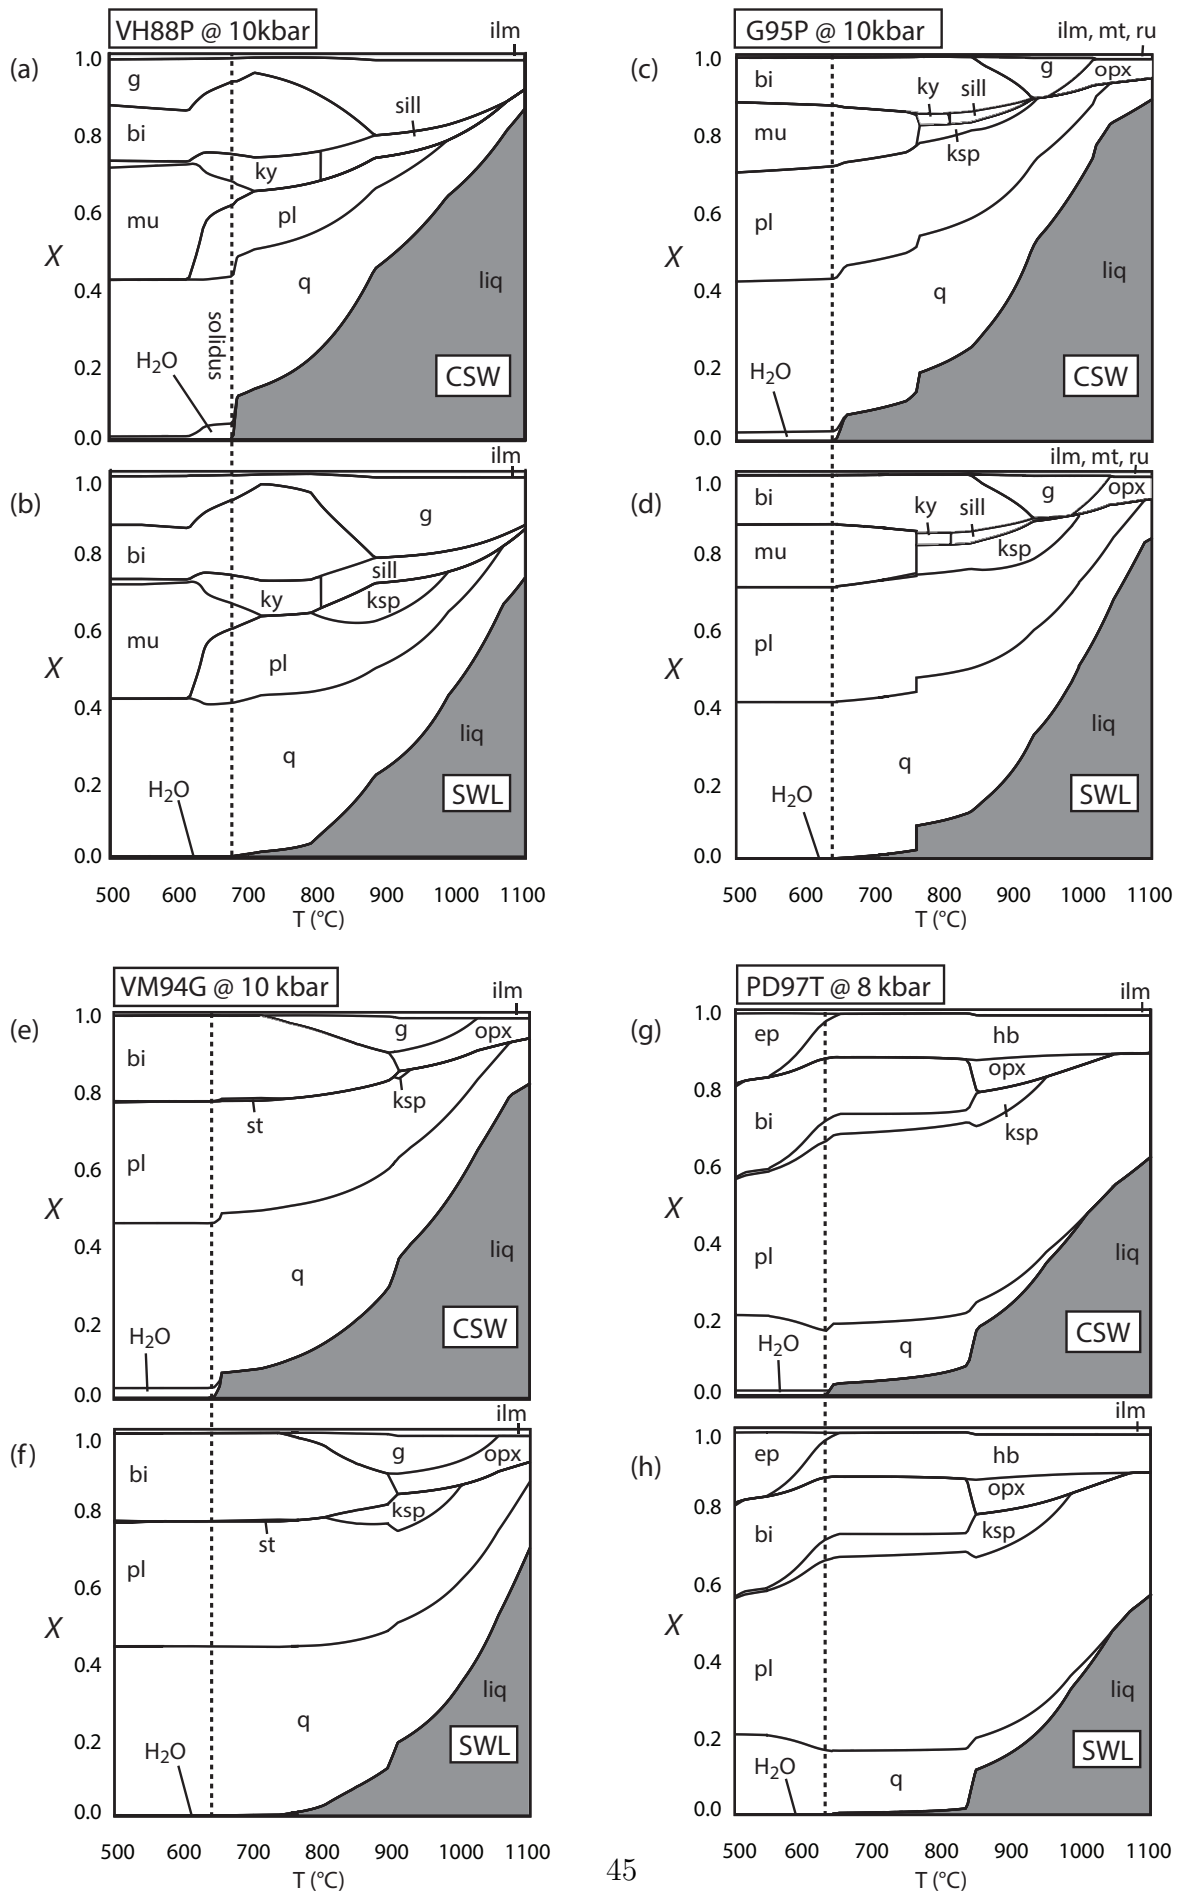 VH88P @ 10kbar
ilm
(a)
1.0
g
sill
bi
0.8
ky
mu
pl
0.6
X
q
liq
0.4
solidus
H₂O
CSW
0.2
0.0
ilm
(b)
1.0
g
bi
0.8
sill
ky
ksp
mu
0.6
pl
X
0.4
liq
q
H₂O
SWL
0.2
0.0
500 600 700 800 900 1000 1100
T (°C)
G95P @ 10kbar
ilm, mt, ru
(c)
1.0
bi
g
opx
ky
sill
0.8
mu
ksp
0.6
pl
X
liq
0.4
q
H₂O
CSW
0.2
0.0
ilm, mt, ru
(d)
1.0
bi
g
opx
ky
sill
0.8
mu
ksp
0.6
pl
X
0.4
liq
q
H₂O
SWL
0.2
0.0
500 600 700 800 900 1000 1100
T (°C)
VM94G @ 10 kbar
ilm
(e)
1.0
g
opx
bi
0.8
ksp
st
pl
0.6
X
0.4
liq
q
H₂O
CSW
0.2
0.0
ilm
(f)
1.0
g
opx
bi
0.8
ksp
st
pl
0.6
X
0.4
liq
q
H₂O
SWL
0.2
0.0
500 600 700 800 900 1000 1100
T (°C)
PD97T @ 8 kbar
ilm
(g)
1.0
ep
hb
opx
0.8
bi
ksp
0.6
X
pl
liq
0.4
0.2
H₂O
q
CSW
0.0
ilm
(h)
1.0
ep
hb
opx
0.8
bi
ksp
0.6
X
pl
0.4
liq
0.2
H₂O
q
SWL
0.0
500 600 700 800 900 1000 1100
T (°C)
45